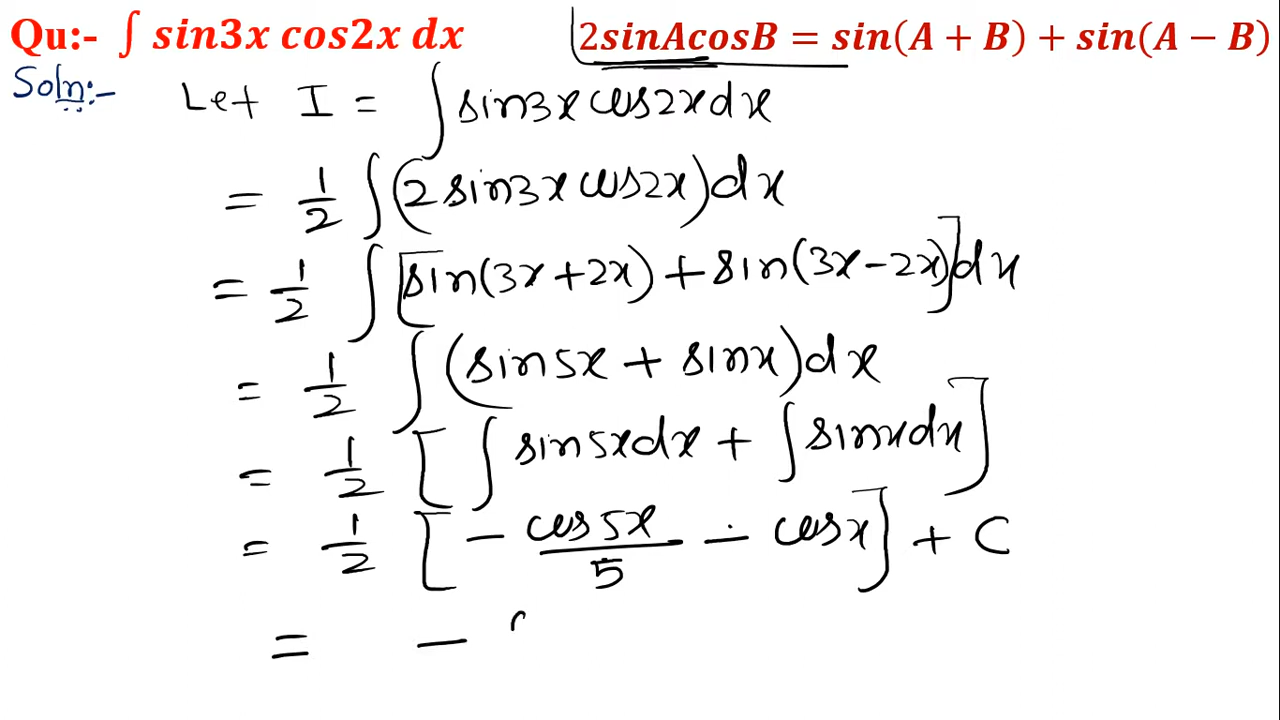 Qu:- ∫ sin3x cos2x dx 2sinAcosB = sin(A + B) + sin(A − B)
Soln:- Let I = ∫ sin3x cos2x dx
= 1/2 ∫ (2 sin3x cos2x) dx
= 1/2 ∫ [sin(3x + 2x) + sin(3x - 2x)] dx
= 1/2 ∫ (sin5x + sinx) dx
= 1/2 [ ∫ sin5x dx + ∫ sinx dx ]
= 1/2 [ - cos5x/5 - cosx ] + C
= -